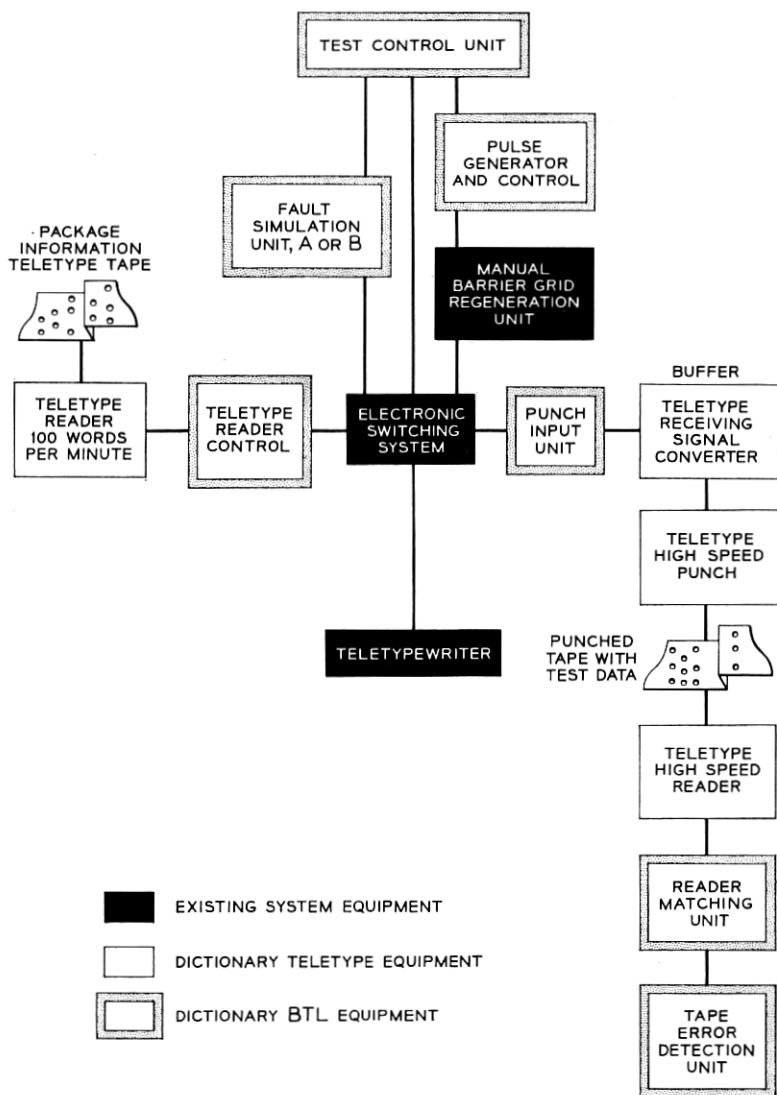 TEST CONTROL UNIT
PULSE
GENERATOR
AND CONTROL
FAULT
SIMULATION
UNIT, A OR B
PACKAGE
INFORMATION
TELETYPE TAPE
MANUAL
BARRIER GRID
REGENERATION
UNIT
BUFFER
TELETYPE
READER
100 WORDS
PER MINUTE
TELETYPE
READER
CONTROL
ELECTRONIC
SWITCHING
SYSTEM
PUNCH
INPUT
UNIT
TELETYPE
RECEIVING
SIGNAL
CONVERTER
TELETYPE
HIGH SPEED
PUNCH
TELETYPEWRITER
PUNCHED
TAPE WITH
TEST DATA
TELETYPE
HIGH SPEED
READER
READER
MATCHING
UNIT
TAPE
ERROR
DETECTION
UNIT
EXISTING SYSTEM EQUIPMENT
DICTIONARY TELETYPE EQUIPMENT
DICTIONARY BTL EQUIPMENT